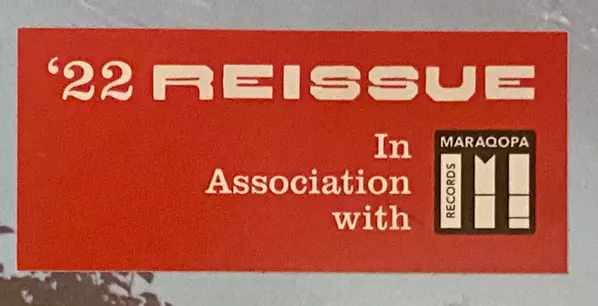 ‘22 REISSUE
In
Association
with
MARAQOPA
RECORDS
M!